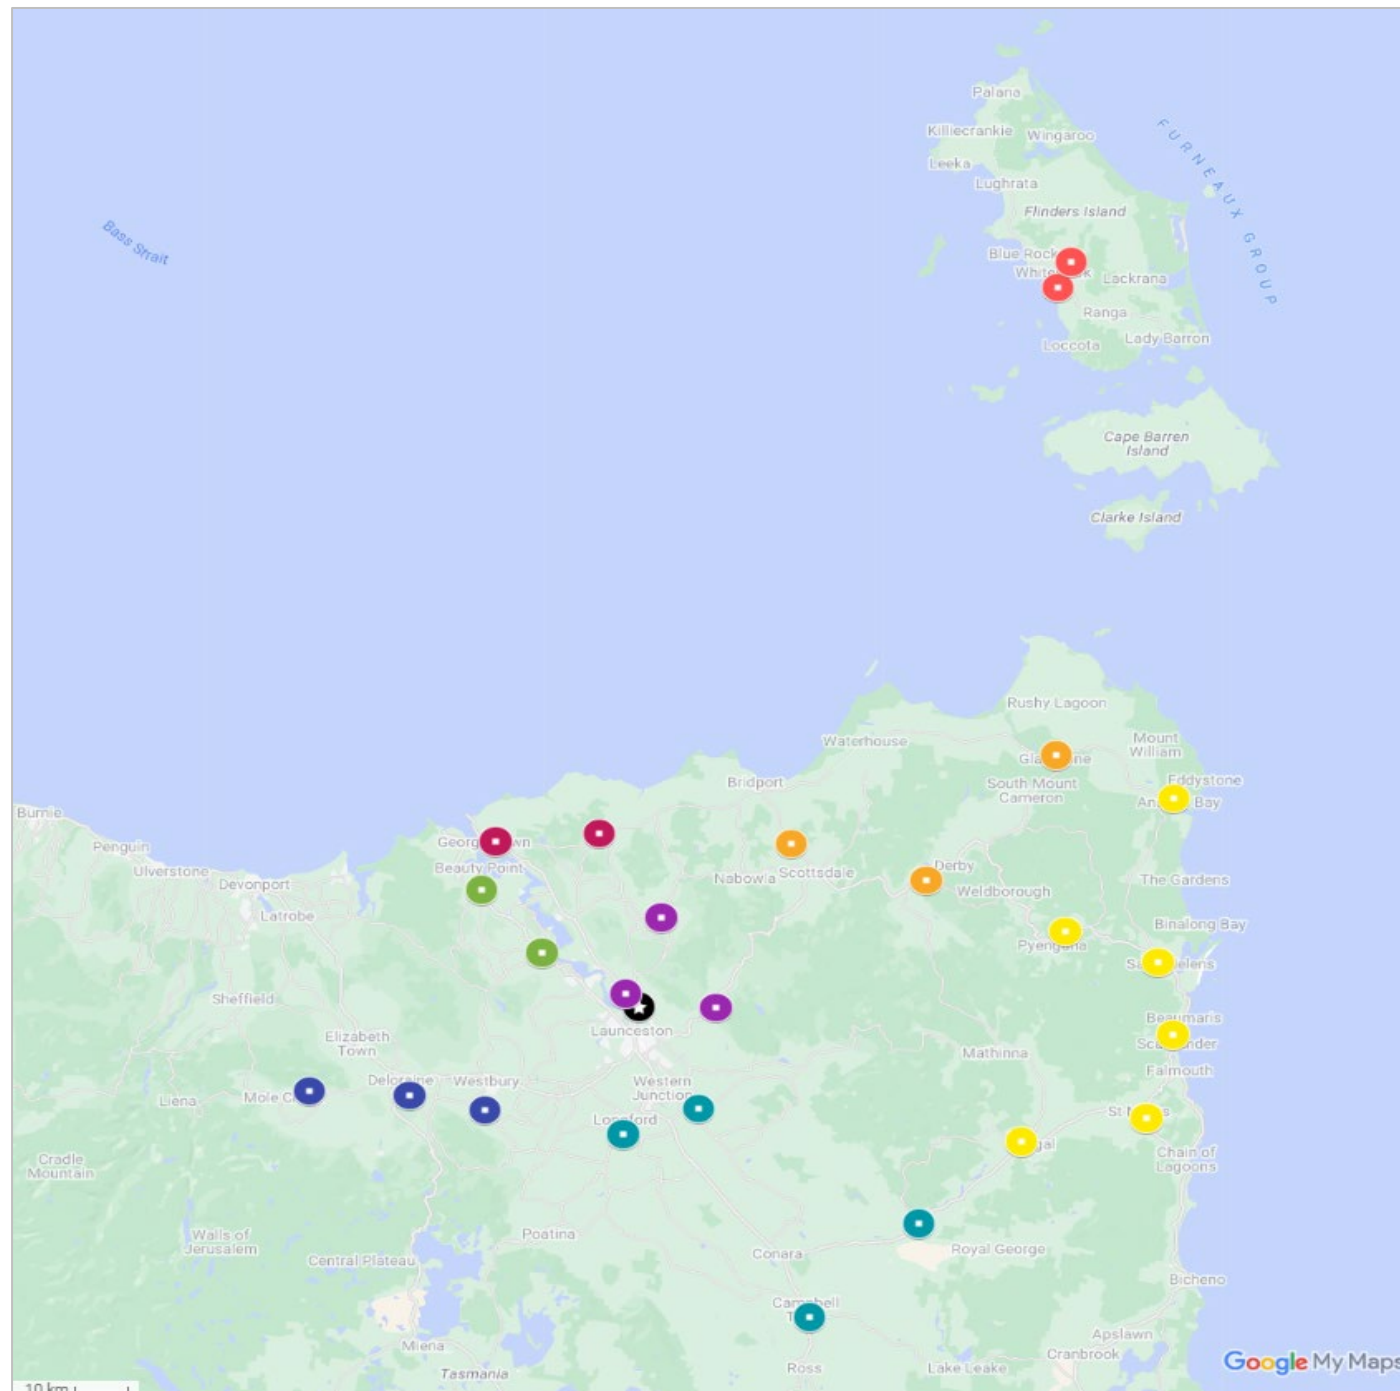 Palana
Killiecrankie
Wingaroo
Leeka
Lughrata
FURNEAUX GROUP
Flinders Island
Bass Strait
Blue Rock
Lackrana
Ranga
Loccota
Lady Barron
Cape Barren
Island
Clarke Island
Rushy Lagoon
Waterhouse
Mount
William
Bridport
South Mount
Cameron
Eddystone
Bay
Burnie
Penguin
Ulverstone
Devonport
Latrobe
Beauty Point
Nabowla
Scottsdale
Derby
Weldborough
The Gardens
Binalong Bay
Sheffield
Elizabeth
Town
Launceston
Beaumaris
Mathinna
Falmouth
Westbury
Western
Junction
Liena
Cradle
Mountain
Chain of
Lagoons
Walls of
Jerusalem
Central Plateau
Poatina
Conara
Royal George
Bicheno
Miena
Tasmania
Ross
Lake Leake
Apslawn
Cranbrook
Google My Maps
10 km